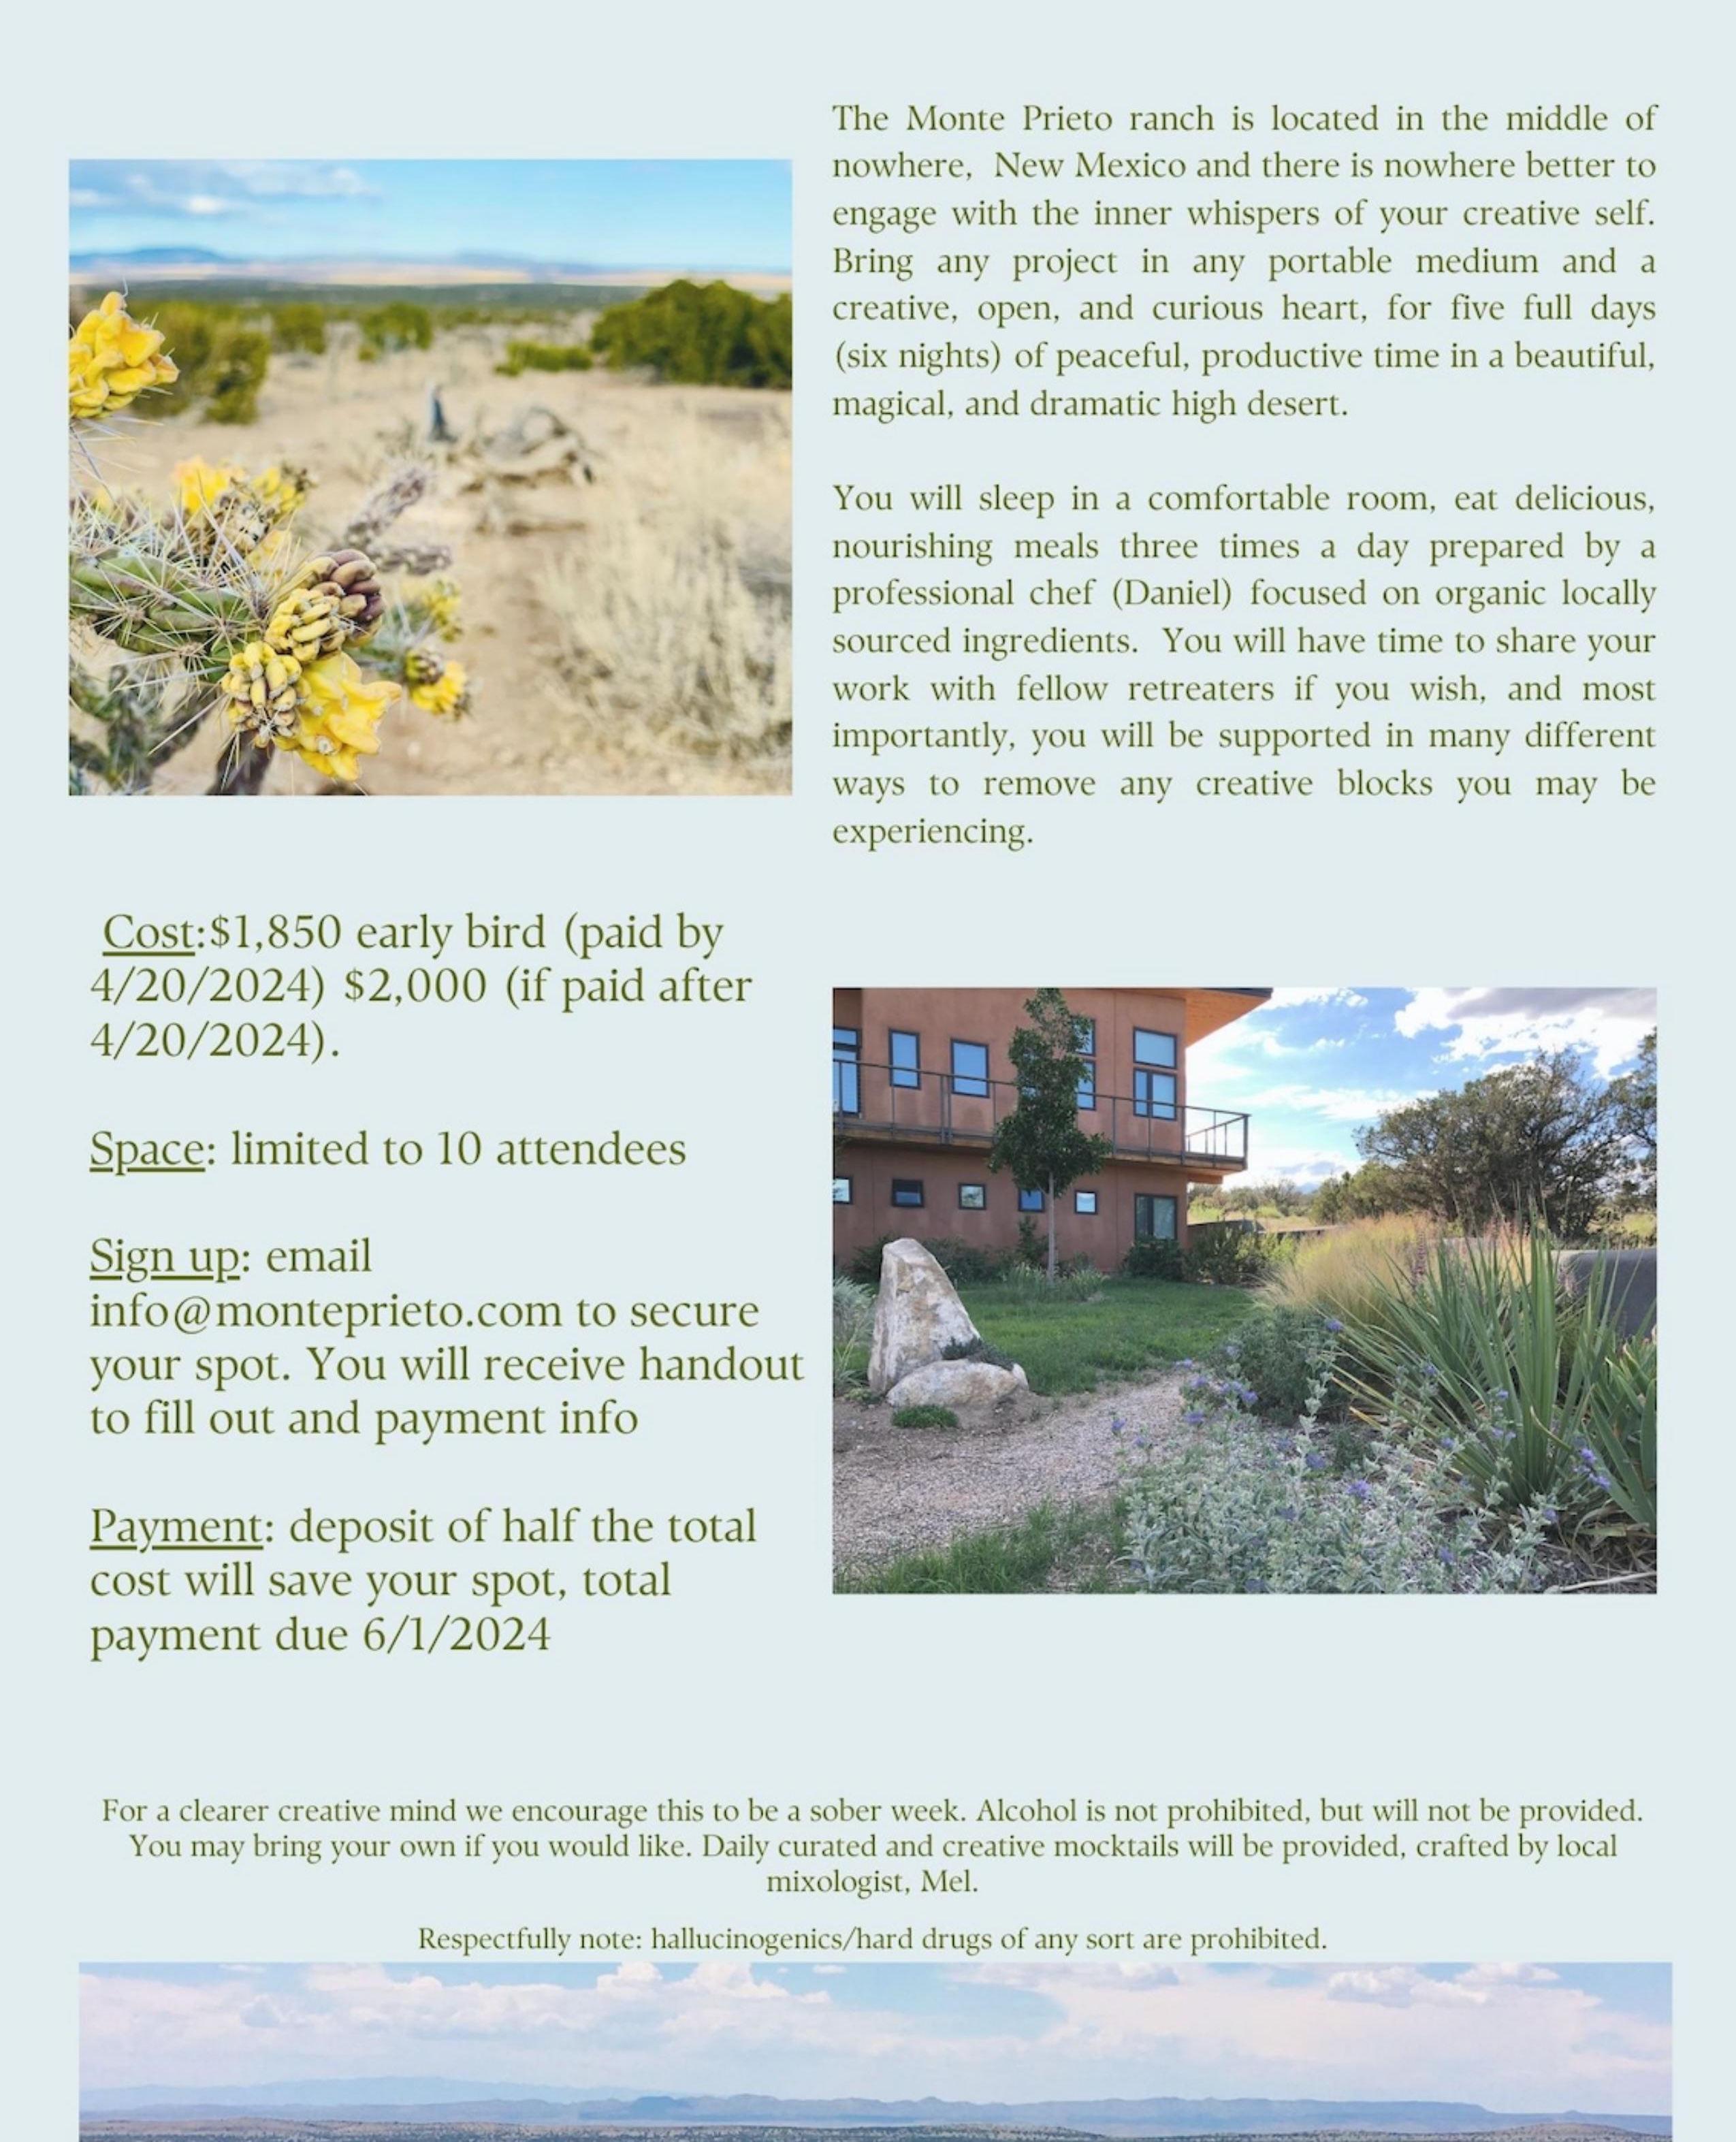 The Monte Prieto ranch is located in the middle of
nowhere, New Mexico and there is nowhere better to
engage with the inner whispers of your creative self.
Bring any project in any portable medium and a
creative, open, and curious heart, for five full days
(six nights) of peaceful, productive time in a beautiful,
magical, and dramatic high desert.
You will sleep in a comfortable room, eat delicious,
nourishing meals three times a day prepared by a
professional chef (Daniel) focused on organic locally
sourced ingredients. You will have time to share your
work with fellow retreaters if you wish, and most
importantly, you will be supported in many different
ways to remove any creative blocks you may be
experiencing.
Cost:$1,850 early bird (paid by
4/20/2024) $2,000 (if paid after
4/20/2024).
Space: limited to 10 attendees
Sign up: email
info@monteprieto.com to secure
your spot. You will receive handout
to fill out and payment info
Payment: deposit of half the total
cost will save your spot, total
payment due 6/1/2024
For a clearer creative mind we encourage this to be a sober week. Alcohol is not prohibited, but will not be provided.
You may bring your own if you would like. Daily curated and creative mocktails will be provided, crafted by local
mixologist, Mel.
Respectfully note: hallucinogenics/hard drugs of any sort are prohibited.